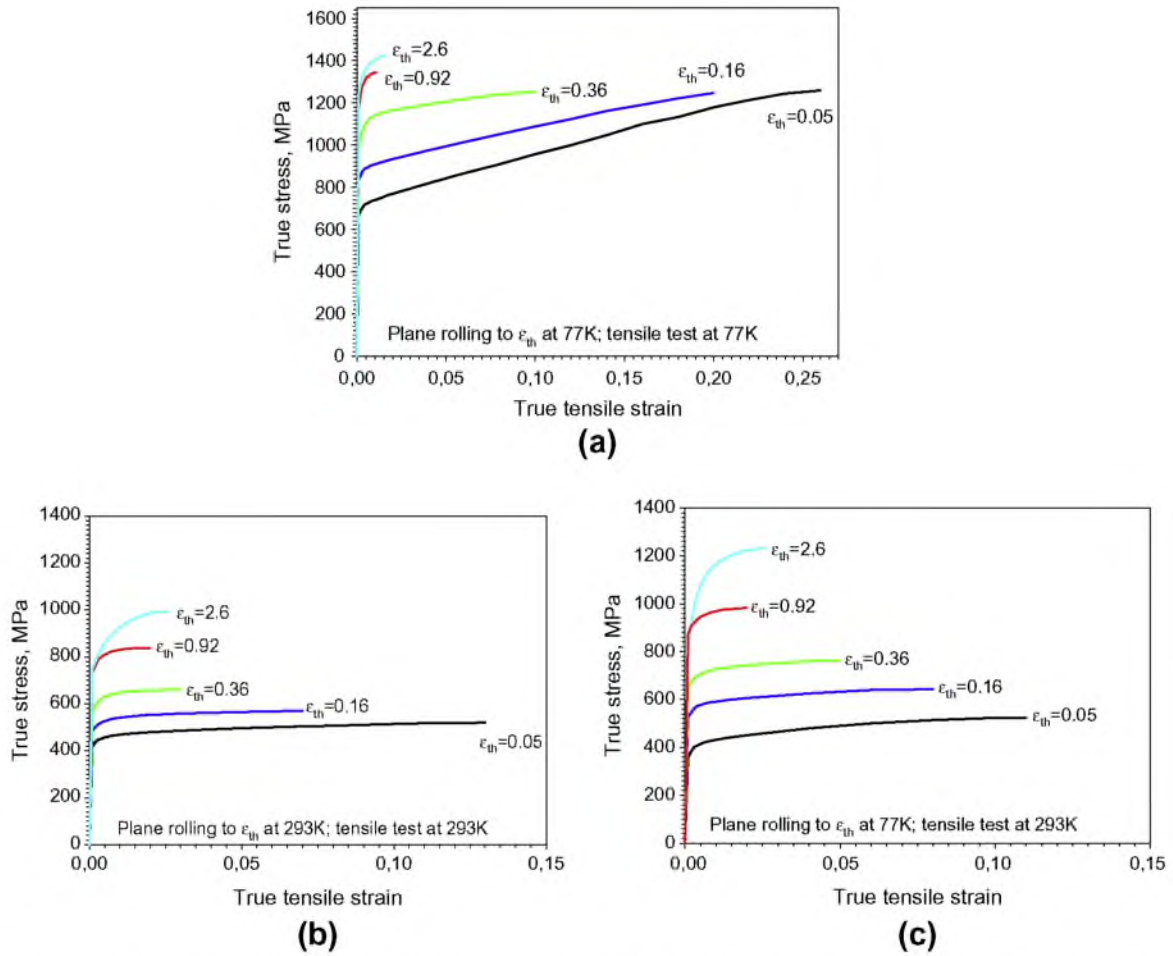 1600
1400
1200
1000
800
600
400
200
0
True stress, MPa
εth=2.6
εth=0.92
εth=0.36
εth=0.16
εth=0.05
Plane rolling to εth at 77K; tensile test at 77K
0,00 0,05 0,10 0,15 0,20 0,25
True tensile strain
(a)
1400
1200
1000
800
600
400
200
0
True stress, MPa
εth=2.6
εth=0.92
εth=0.36
εth=0.16
εth=0.05
Plane rolling to εth at 293K; tensile test at 293K
0,00 0,05 0,10 0,15
True tensile strain
(b)
1400
1200
1000
800
600
400
200
0
True stress, MPa
εth=2.6
εth=0.92
εth=0.36
εth=0.16
εth=0.05
Plane rolling to εth at 77K; tensile test at 293K
0,00 0,05 0,10 0,15
True tensile strain
(c)